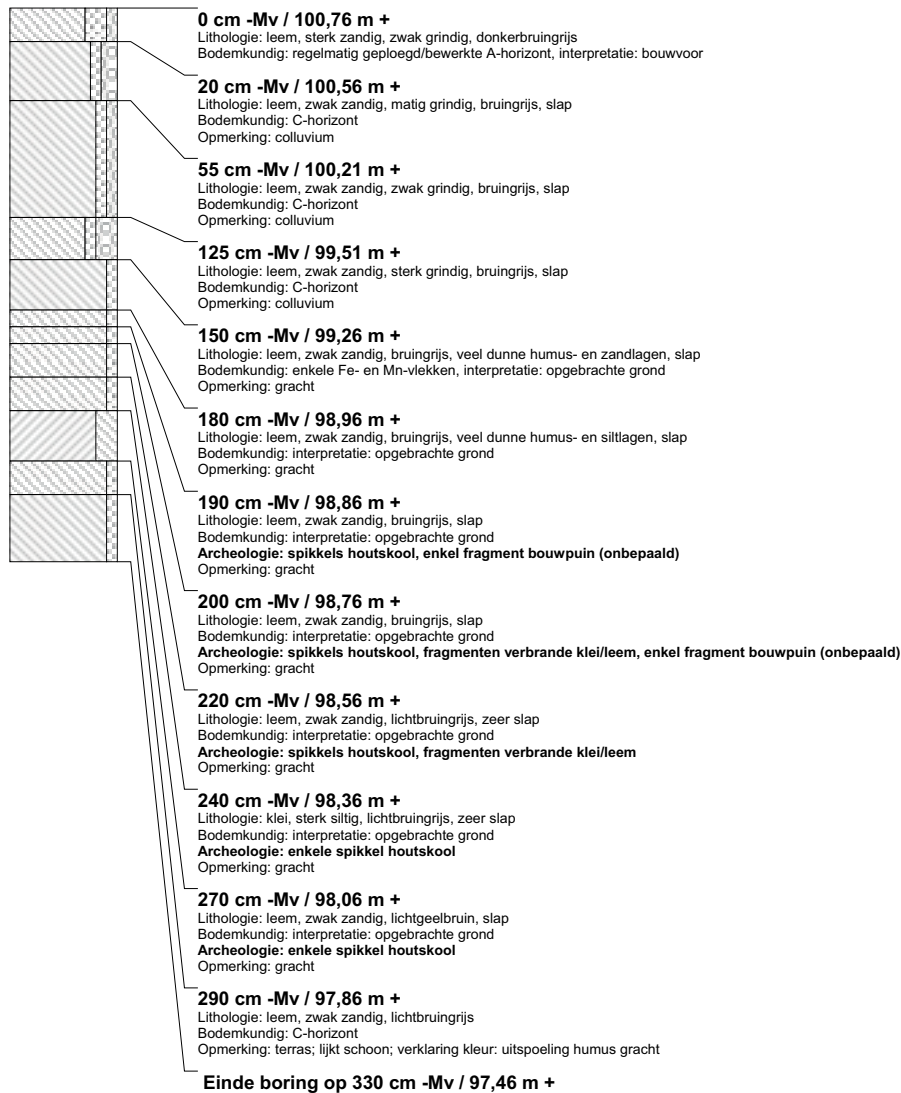 0 cm -Mv / 100,76 m +
Lithologie: leem, sterk zandig, zwak grindig, donkerbruingrijs
Bodemkundig: regelmatig geploegd/bewerkte A-horizont, interpretatie: bouwvoor
20 cm -Mv / 100,56 m +
Lithologie: leem, zwak zandig, matig grindig, bruingrijs, slap
Bodemkundig: C-horizont
Opmerking: colluvium
55 cm -Mv / 100,21 m +
Lithologie: leem, zwak zandig, zwak grindig, bruingrijs, slap
Bodemkundig: C-horizont
Opmerking: colluvium
125 cm -Mv / 99,51 m +
Lithologie: leem, zwak zandig, sterk grindig, bruingrijs, slap
Bodemkundig: C-horizont
Opmerking: colluvium
150 cm -Mv / 99,26 m +
Lithologie: leem, zwak zandig, bruingrijs, veel dunne humus- en zandlagen, slap
Bodemkundig: enkele Fe- en Mn-vlekken, interpretatie: opgebrachte grond
Opmerking: gracht
180 cm -Mv / 98,96 m +
Lithologie: leem, zwak zandig, bruingrijs, veel dunne humus- en siltlagen, slap
Bodemkundig: interpretatie: opgebrachte grond
Opmerking: gracht
190 cm -Mv / 98,86 m +
Lithologie: leem, zwak zandig, bruingrijs, slap
Bodemkundig: interpretatie: opgebrachte grond
Archeologie: spikkels houtskool, enkel fragment bouwpuin (onbepaald)
Opmerking: gracht
200 cm -Mv / 98,76 m +
Lithologie: leem, zwak zandig, bruingrijs, slap
Bodemkundig: interpretatie: opgebrachte grond
Archeologie: spikkels houtskool, fragmenten verbrande klei/leem, enkel fragment bouwpuin (onbepaald)
Opmerking: gracht
220 cm -Mv / 98,56 m +
Lithologie: leem, zwak zandig, lichtbruingrijs, zeer slap
Bodemkundig: interpretatie: opgebrachte grond
Archeologie: spikkels houtskool, fragmenten verbrande klei/leem
Opmerking: gracht
240 cm -Mv / 98,36 m +
Lithologie: klei, sterk siltig, lichtbruingrijs, zeer slap
Bodemkundig: interpretatie: opgebrachte grond
Archeologie: enkele spikkel houtskool
Opmerking: gracht
270 cm -Mv / 98,06 m +
Lithologie: leem, zwak zandig, lichtgeelbruin, slap
Bodemkundig: interpretatie: opgebrachte grond
Archeologie: enkele spikkel houtskool
Opmerking: gracht
290 cm -Mv / 97,86 m +
Lithologie: leem, zwak zandig, lichtbruingrijs
Bodemkundig: C-horizont
Opmerking: terras; lijkt schoon; verklaring kleur: uitspoeling humus gracht
Einde boring op 330 cm -Mv / 97,46 m +